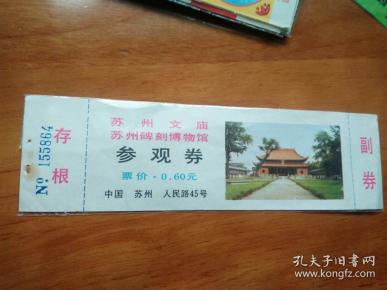 存根
№ 155864
苏州文庙
苏州碑刻博物馆
参观券
票价·0.60元
中国 苏州 人民路45号
副券
孔夫子旧书网
www.kongfz.com